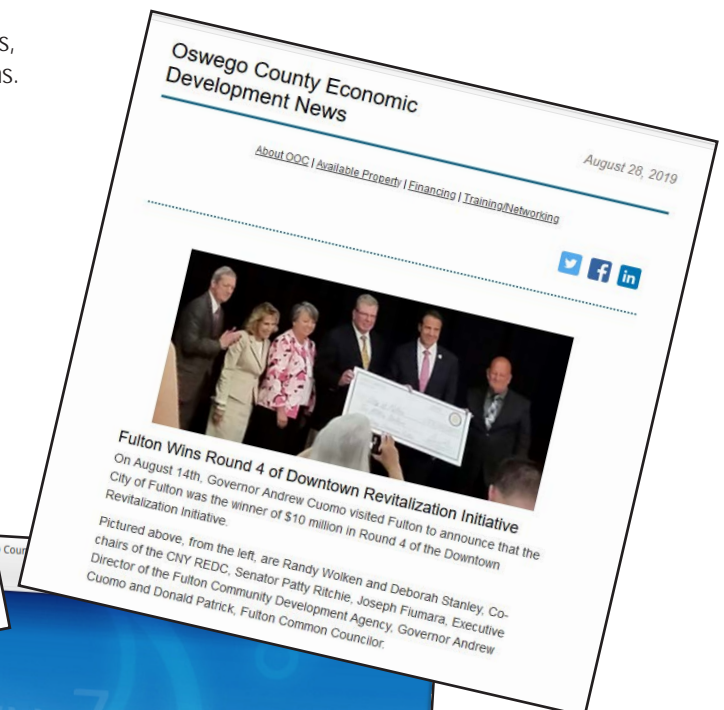 s,
ns.
Oswego County Economic
Development News
August 28, 2019
About OOC | Available Property | Financing | Training/Networking
in
Fulton Wins Round 4 of Downtown Revitalization Initiative
On August 14th, Governor Andrew Cuomo visited Fulton to announce that the
City of Fulton was the winner of $10 million in Round 4 of the Downtown
Revitalization Initiative.
Pictured above, from the left, are Randy Wolken and Deborah Stanley, Co-
chairs of the CNY REDC, Senator Patty Ritchie, Joseph Fiumara, Executive
Director of the Fulton Community Development Agency, Governor Andrew
Cuomo and Donald Patrick, Fulton Common Councilor.
Cour
7